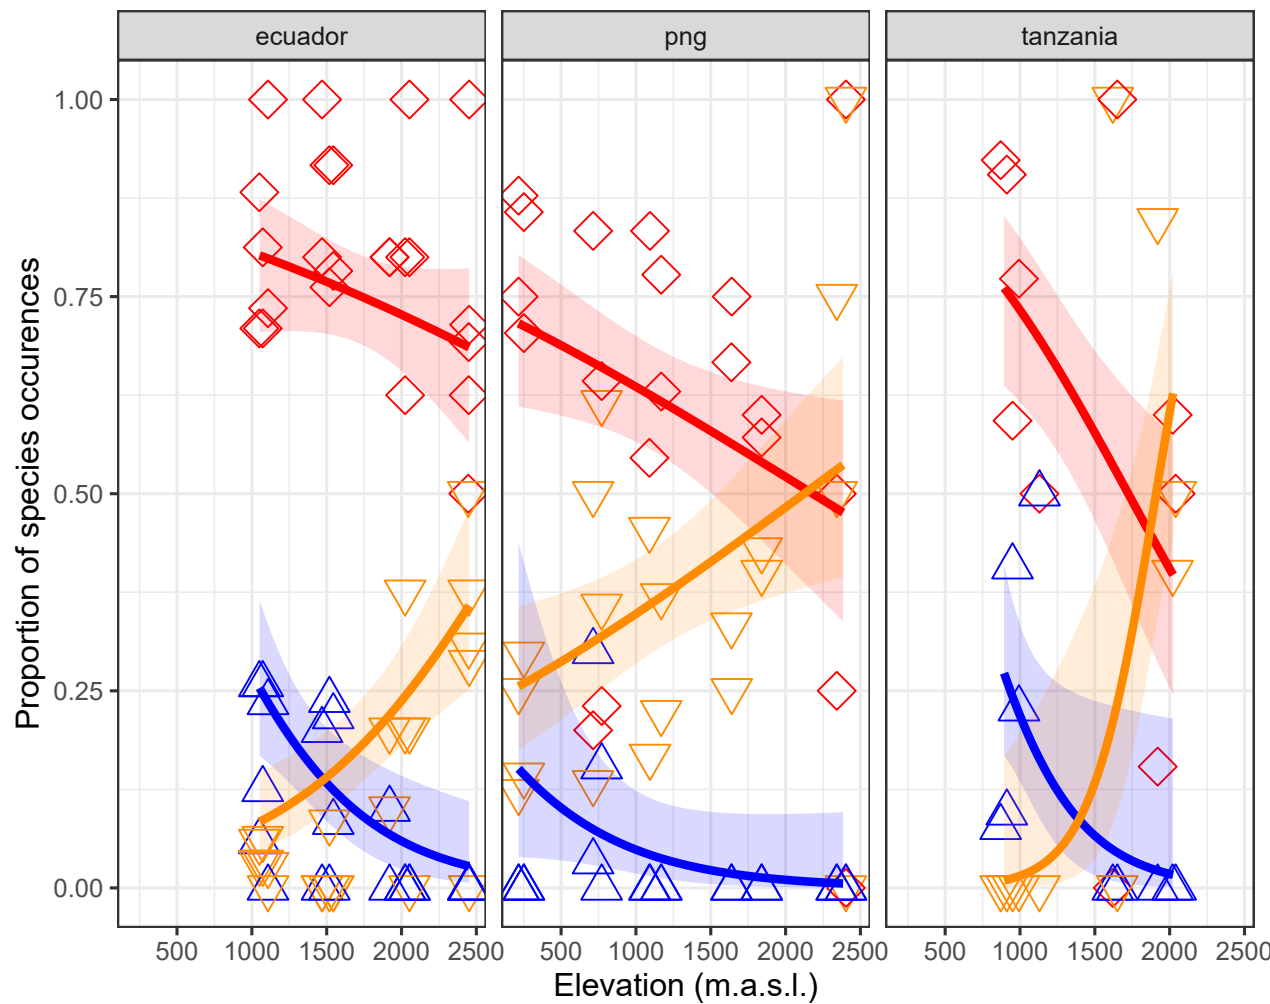 ecuador png tanzania
Proportion of species occurences
1.00
0.75
0.50
0.25
0.00
500 1000 1500 2000 2500 500 1000 1500 2000 2500 500 1000 1500 2000 2500
Elevation (m.a.s.l.)